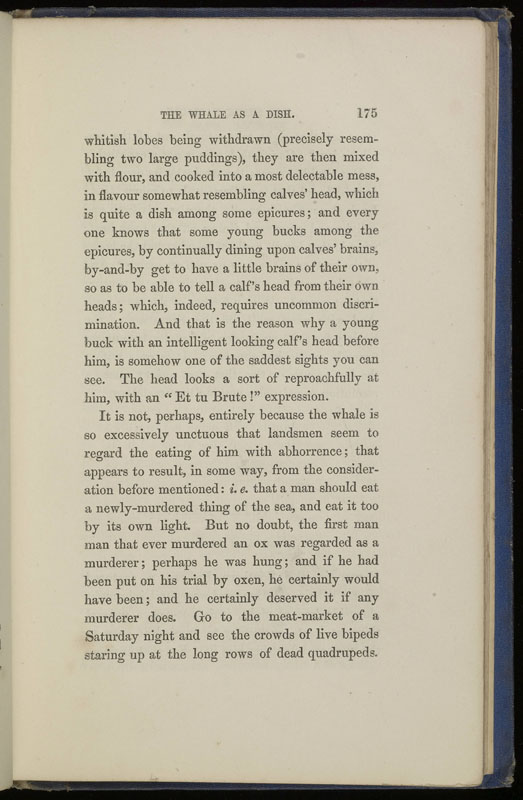 THE WHALE AS A DISH. 175
whitish lobes being withdrawn (precisely resem-
bling two large puddings), they are then mixed
with flour, and cooked into a most delectable mess,
in flavour somewhat resembling calves' head, which
is quite a dish among some epicures; and every
one knows that some young bucks among the
epicures, by continually dining upon calves' brains,
by-and-by get to have a little brains of their own,
so as to be able to tell a calf's head from their own
heads; which, indeed, requires uncommon discri-
mination. And that is the reason why a young
buck with an intelligent looking calf's head before
him, is somehow one of the saddest sights you can
see. The head looks a sort of reproachfully at
him, with an “ Et tu Brute !” expression.
It is not, perhaps, entirely because the whale is
so excessively unctuous that landsmen seem to
regard the eating of him with abhorrence; that
appears to result, in some way, from the consider-
ation before mentioned: i. e. that a man should eat
a newly-murdered thing of the sea, and eat it too
by its own light. But no doubt, the first man
man that ever murdered an ox was regarded as a
murderer; perhaps he was hung; and if he had
been put on his trial by oxen, he certainly would
have been; and he certainly deserved it if any
murderer does. Go to the meat-market of a
Saturday night and see the crowds of live bipeds
staring up at the long rows of dead quadrupeds.